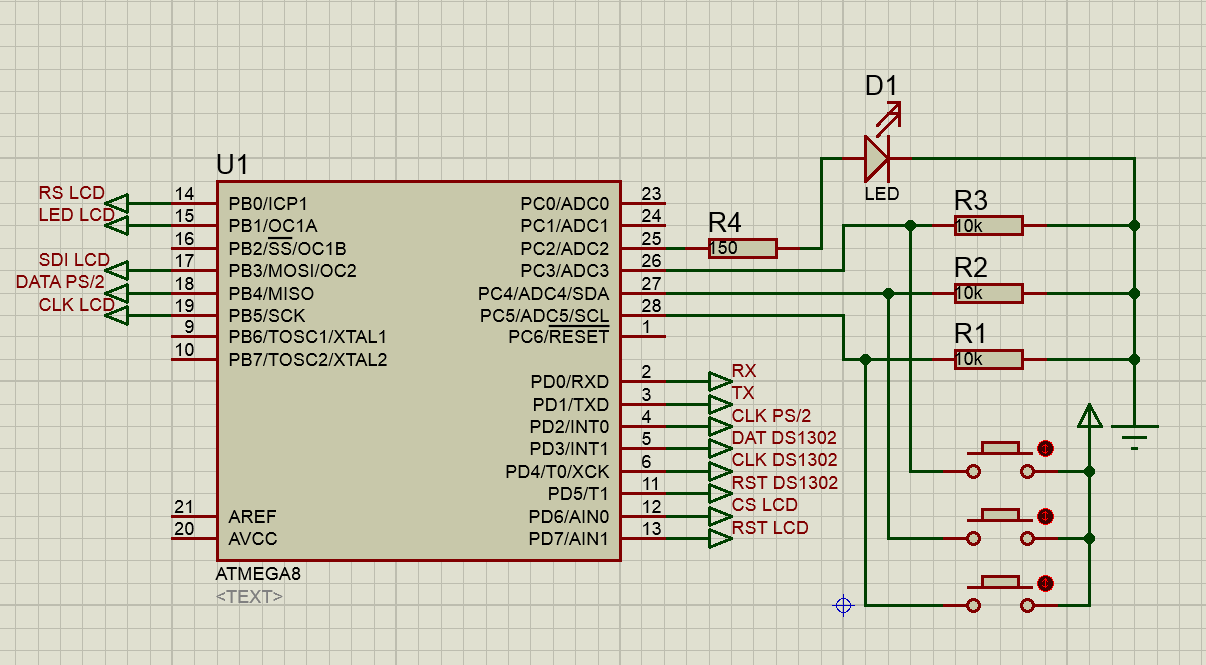 D1
LED
U1
RS LCD
LED LCD
SDI LCD
DATA PS/2
CLK LCD
14 PB0/ICP1
15 PB1/OC1A
16 PB2/SS/OC1B
17 PB3/MOSI/OC2
18 PB4/MISO
19 PB5/SCK
9 PB6/TOSC1/XTAL1
10 PB7/TOSC2/XTAL2
21 AREF
20 AVCC
PC0/ADC0 23
PC1/ADC1 24
PC2/ADC2 25
PC3/ADC3 26
PC4/ADC4/SDA 27
PC5/ADC5/SCL 28
PC6/RESET 1
PD0/RXD 2 RX
PD1/TXD 3 TX
PD2/INT0 4 CLK PS/2
PD3/INT1 5 DAT DS1302
PD4/T0/XCK 6 CLK DS1302
PD5/T1 11 RST DS1302
PD6/AIN0 12 CS LCD
PD7/AIN1 13 RST LCD
ATMEGA8
<TEXT>
R4
150
R3
10k
R2
10k
R1
10k